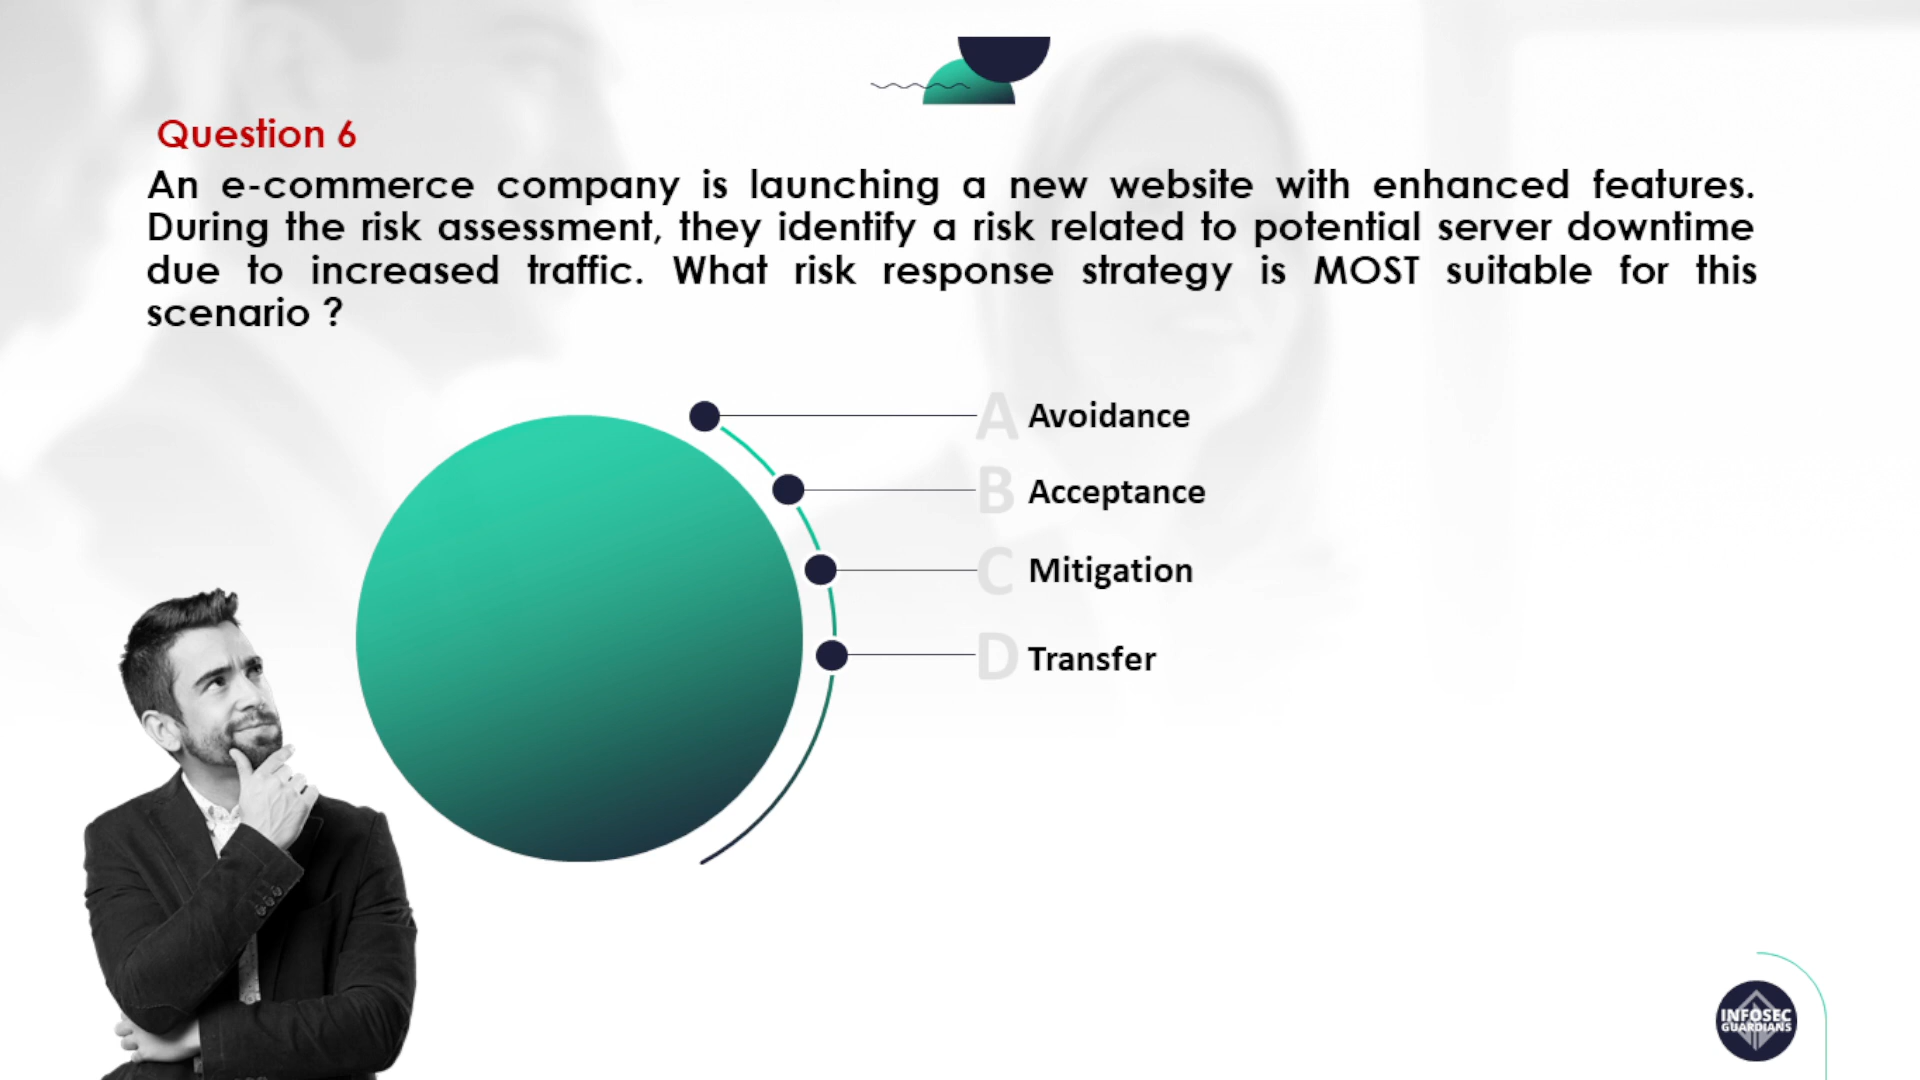 Question 6
An e-commerce company is launching a new website with enhanced features.
During the risk assessment, they identify a risk related to potential server downtime
due to increased traffic. What risk response strategy is MOST suitable for this
scenario ?
A Avoidance
B Acceptance
C Mitigation
D Transfer
INFOSEC
GUARDIANS